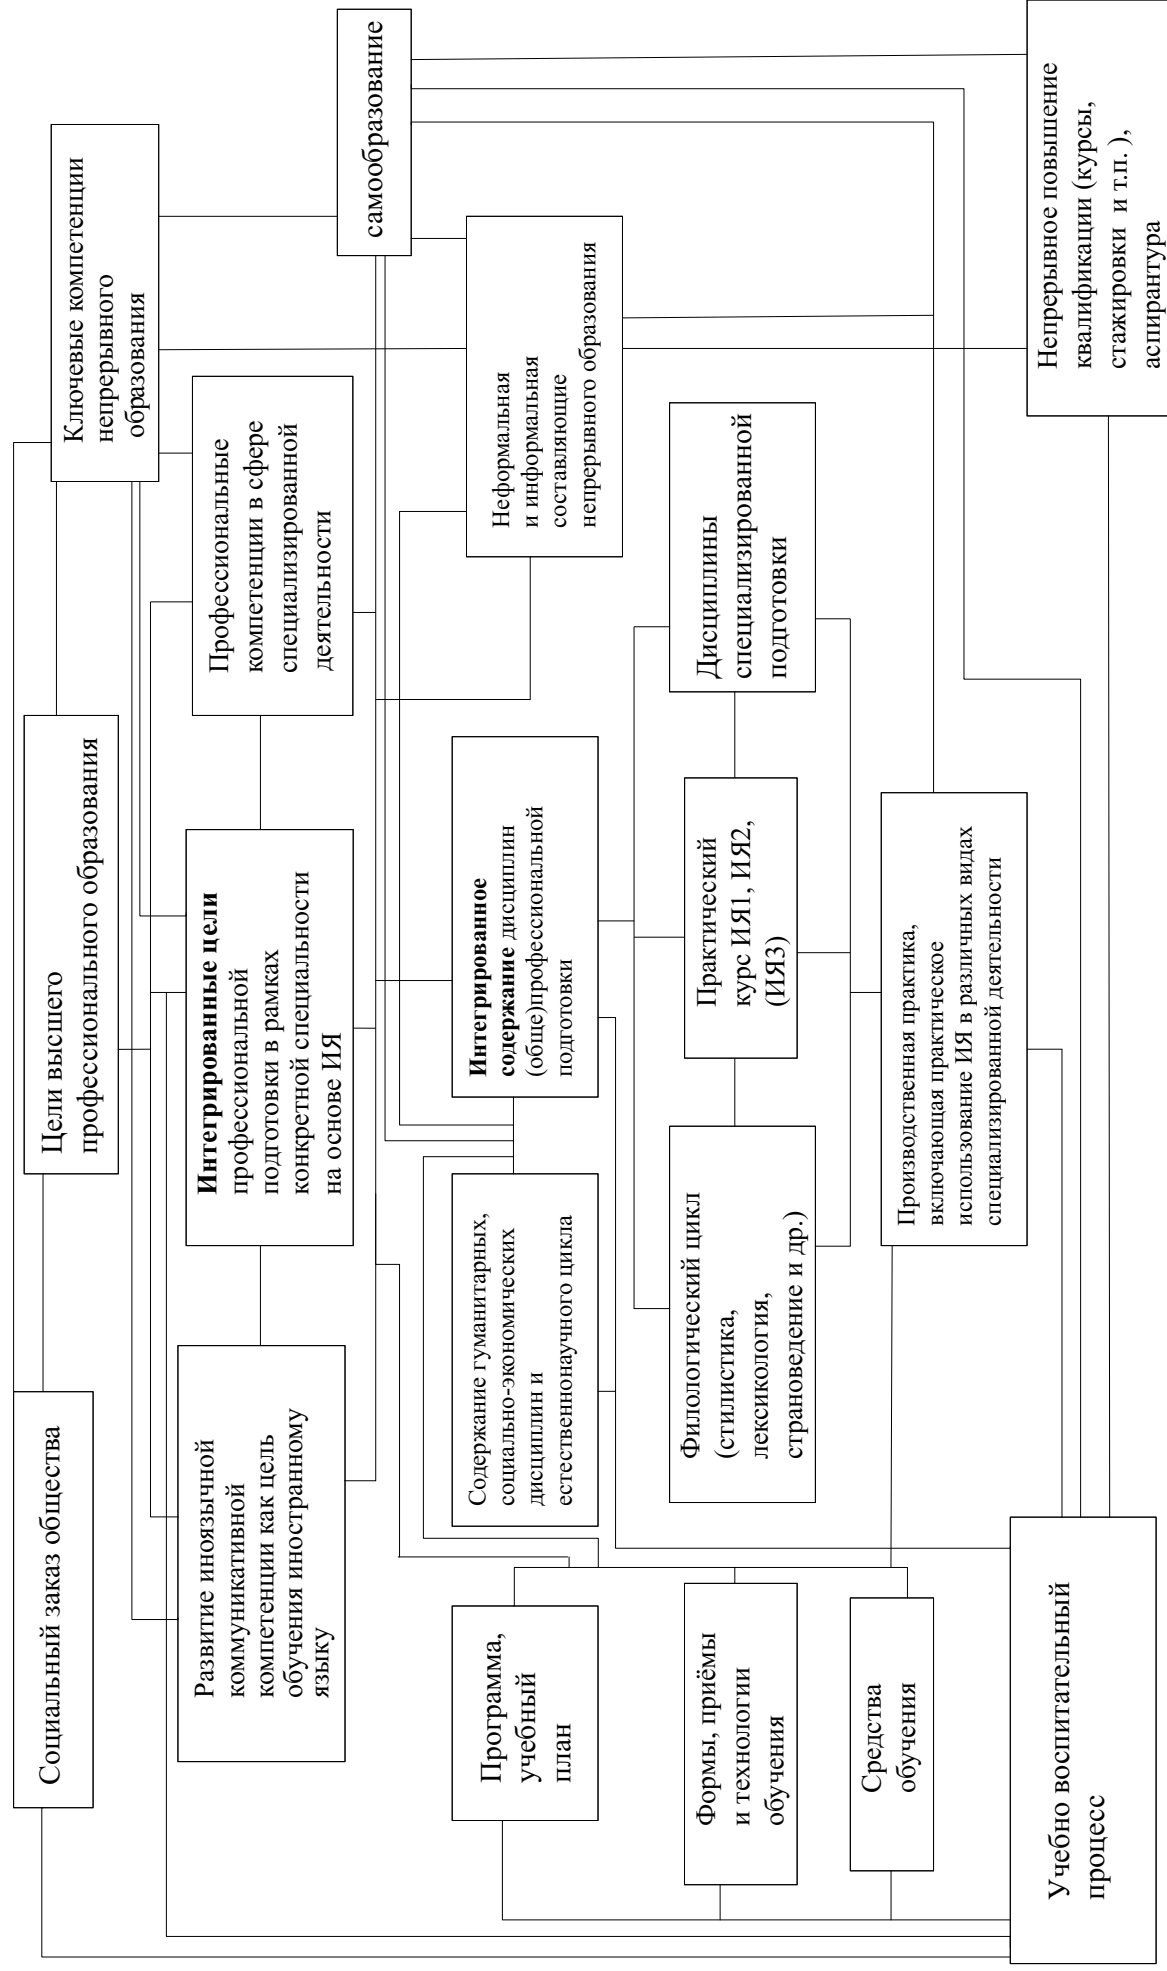 Социальный заказ общества
Цели высшего
профессионального образования
Ключевые компетенции
непрерывного
образования
Развитие иноязычной
коммуникативной
компетенции как цель
обучения иностранному
языку
Интегрированные цели
профессиональной
подготовки в рамках
конкретной специальности
на основе ИЯ
Профессиональные
компетенции в сфере
специализированной
деятельности
самообразование
Программа,
учебный
план
Содержание гуманитарных,
социально-экономических
дисциплин и
естественнонаучного цикла
Интегрированное
содержание дисциплин
(обще)профессиональной
подготовки
Неформальная
и информальная
составляющие
непрерывного образования
Формы, приёмы
и технологии
обучения
Филологический цикл
(стилистика,
лексикология,
страноведение и др.)
Практический
курс ИЯ1, ИЯ2,
(ИЯ3)
Дисциплины
специализированной
подготовки
Средства
обучения
Производственная практика,
включающая практическое
использование ИЯ в различных видах
специализированной деятельности
Учебно воспитательный
процесс
Непрерывное повышение
квалификации (курсы,
стажировки и т.п. ),
аспирантура